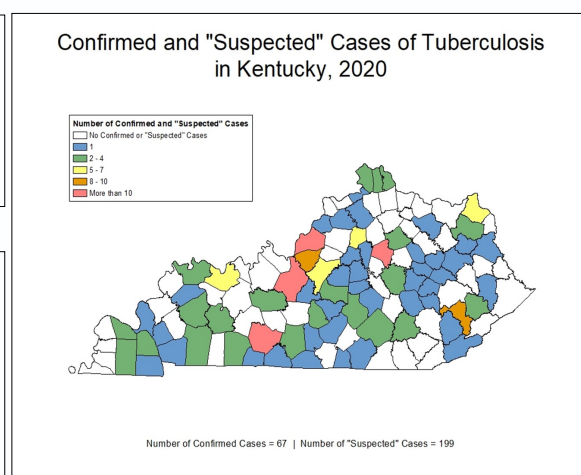 Confirmed and "Suspected" Cases of Tuberculosis
in Kentucky, 2020
Number of Confirmed and "Suspected" Cases
No Confirmed or "Suspected" Cases
1
2 - 4
5 - 7
8 - 10
More than 10
Number of Confirmed Cases = 67 | Number of "Suspected" Cases = 199